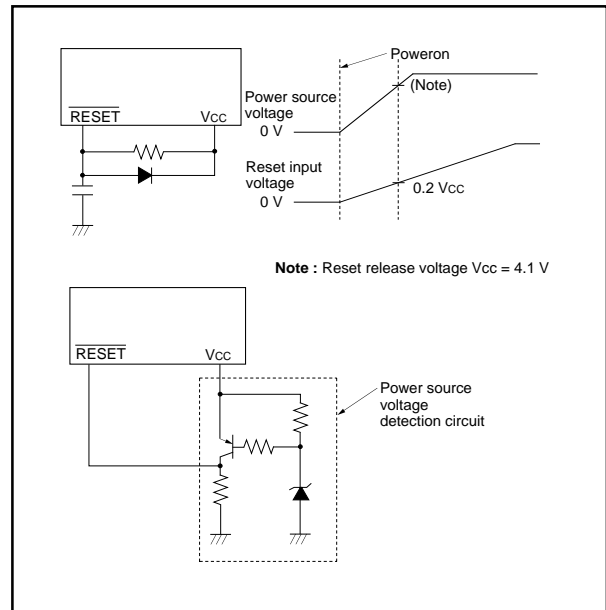 Poweron
(Note)
Power source
voltage
0 V
RESET
VCC
Reset input
voltage
0 V
0.2 VCC
Note : Reset release voltage Vcc = 4.1 V
RESET
VCC
Power source
voltage
detection circuit